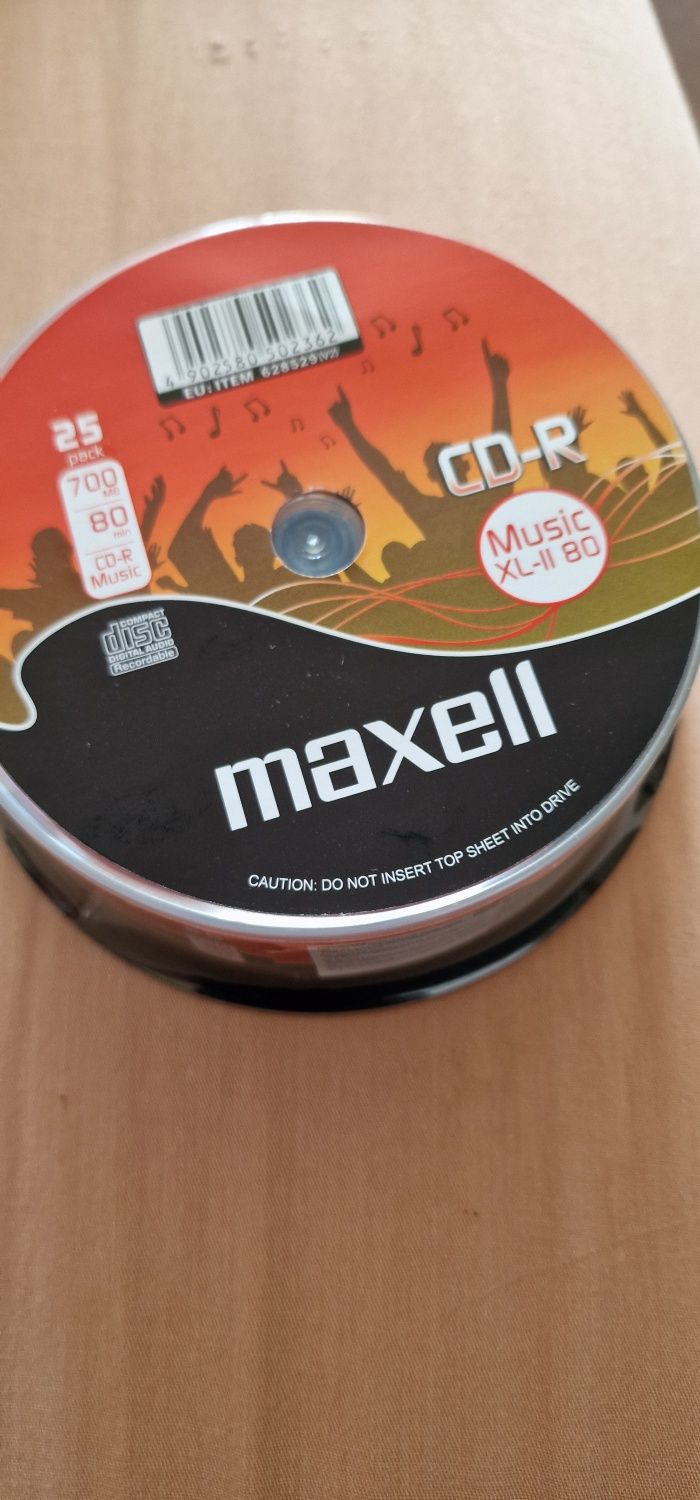 4 902580 502362
EU: ITEM 628529.V2
25
pack
700
MB
80
min
CD-R
Music
CD-R
Music
XL-II 80
COMPACT
disc
DIGITAL AUDIO
Recordable
maxell
CAUTION: DO NOT INSERT TOP SHEET INTO DRIVE